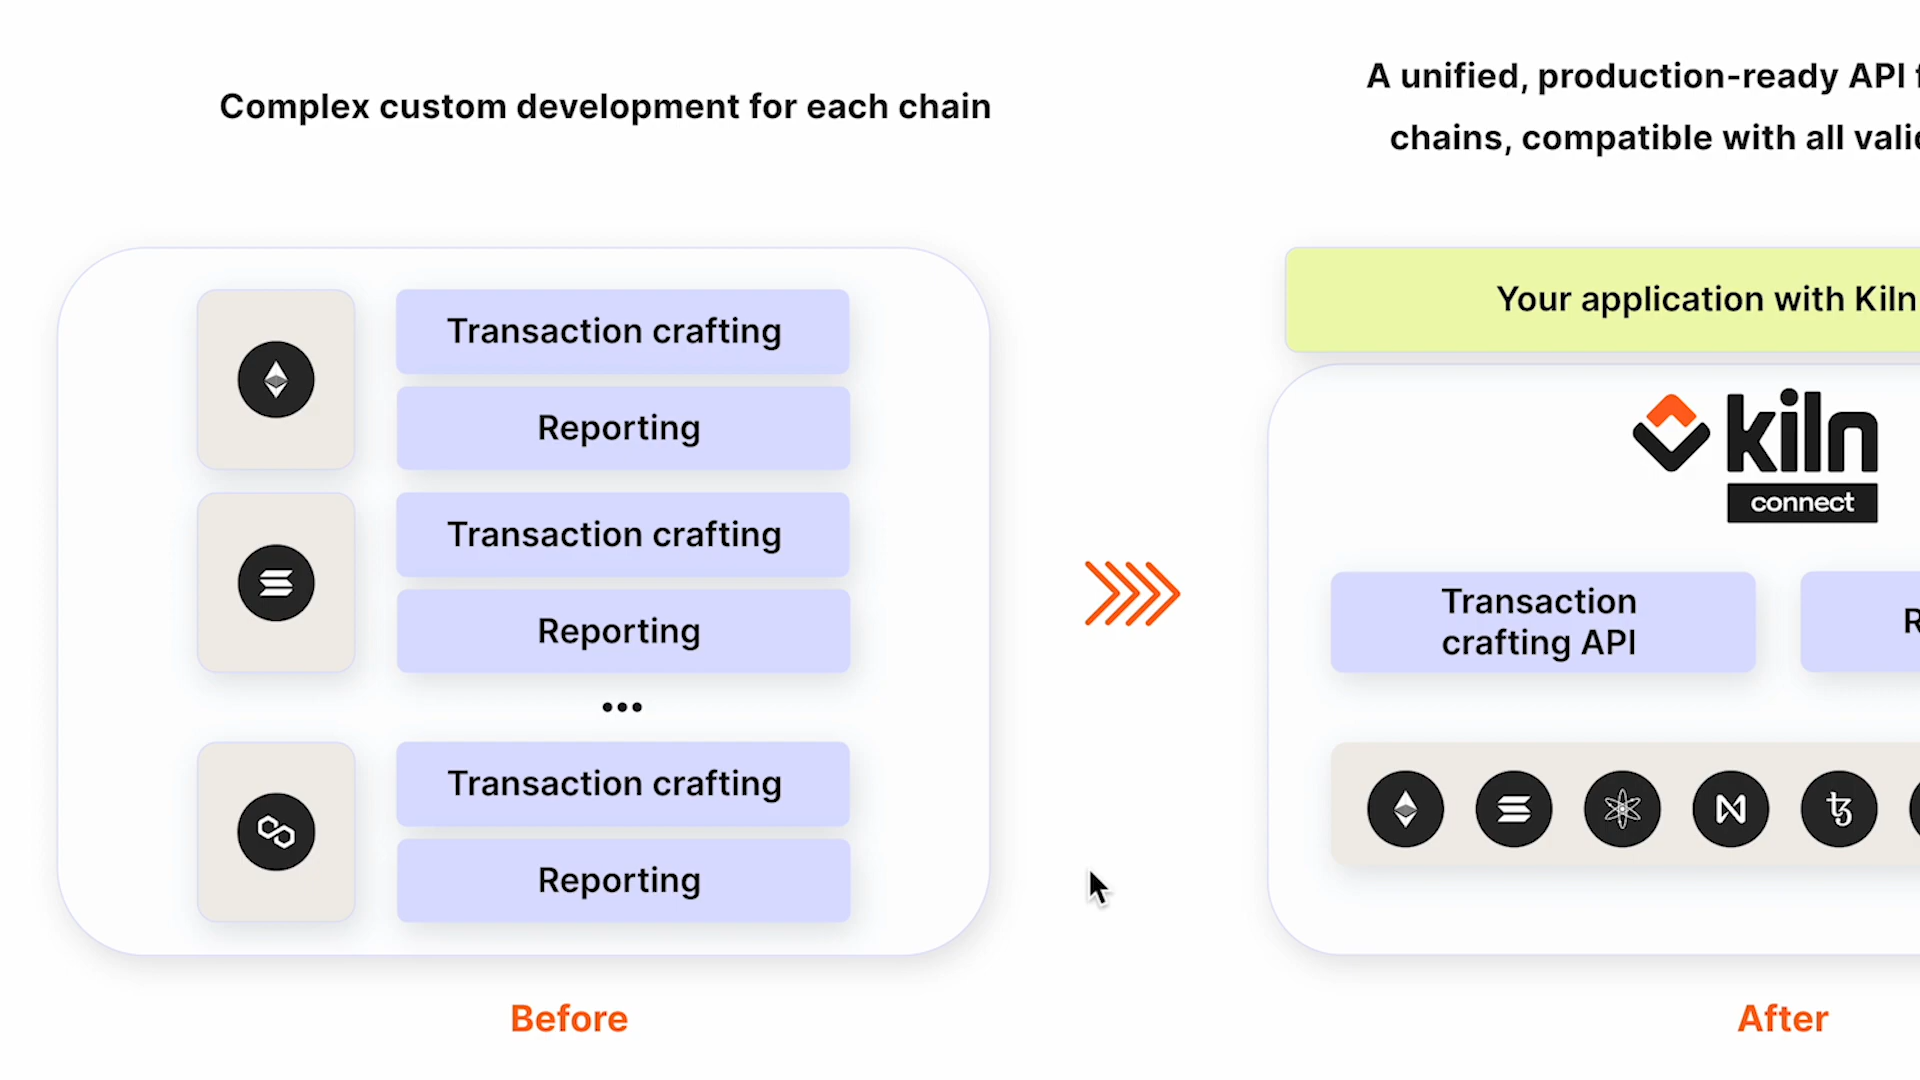 Complex custom development for each chain
Transaction crafting
Reporting
Transaction crafting
Reporting
...
Transaction crafting
Reporting
Before
A unified, production-ready API
chains, compatible with all
Your application with Kiln
kiln
connect
Transaction
crafting API
After